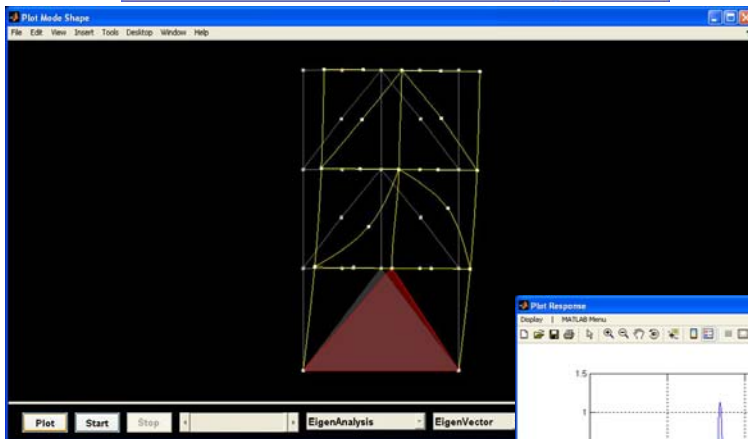 Plot Mode Shape
File Edit View Insert Tools Desktop Window Help
Plot Start Stop EigenAnalysis EigenVector
Plot Response
Display | MATLAB Menu
1.5
1